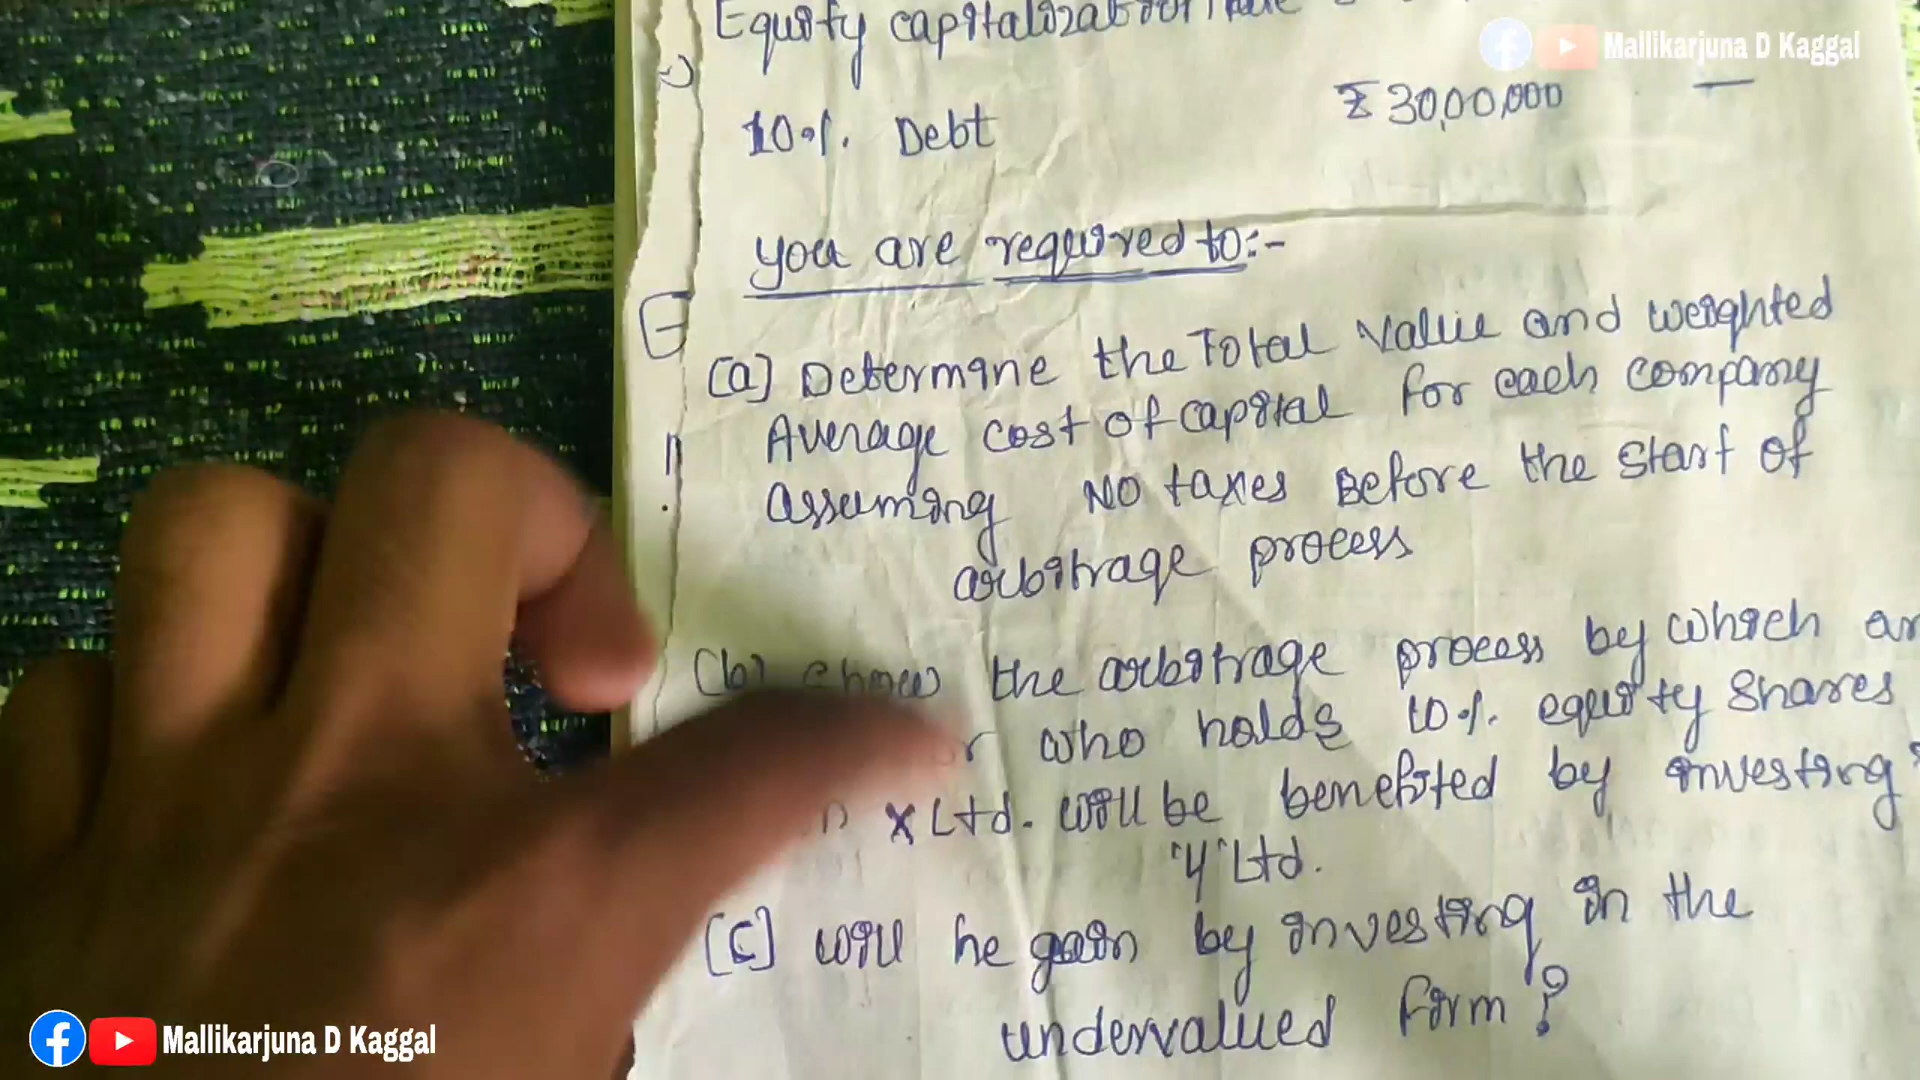 Equity capitalization
Mallikarjuna D Kaggal
10%. Debt ₹ 30,00,000 —
you are required to:-
(a) Determine the Total value and weighted
Average cost of capital for each company
assuming No taxes Before the start of
arbitrage process
(b) show the arbitrage process by which
who holds 10%. equity shares
X Ltd. will be benefited by investing
'Y' Ltd.
(C) will he gain by investing in the
undervalued firm?
Mallikarjuna D Kaggal